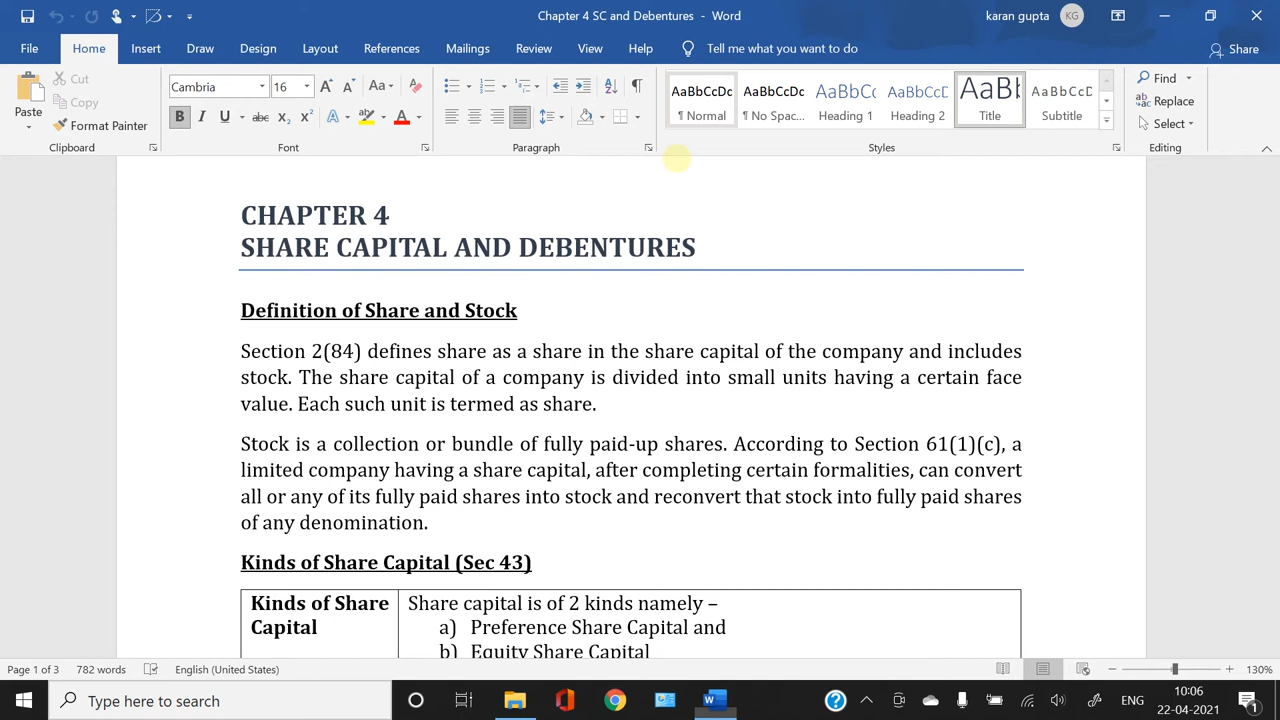 Chapter 4 SC and Debentures - Word
karan gupta KG
File Home Insert Draw Design Layout References Mailings Review View Help Tell me what you want to do Share
Paste
Cut
Copy
Format Painter
Clipboard
Cambria 16
Font
Paragraph
AaBbCcDc AaBbCcDc AaBbCc AaBbCcD AaBb AaBbCcD
¶ Normal ¶ No Spac... Heading 1 Heading 2 Title Subtitle
Styles
Find
Replace
Select
Editing
CHAPTER 4
SHARE CAPITAL AND DEBENTURES
Definition of Share and Stock
Section 2(84) defines share as a share in the share capital of the company and includes
stock. The share capital of a company is divided into small units having a certain face
value. Each such unit is termed as share.
Stock is a collection or bundle of fully paid-up shares. According to Section 61(1)(c), a
limited company having a share capital, after completing certain formalities, can convert
all or any of its fully paid shares into stock and reconvert that stock into fully paid shares
of any denomination.
Kinds of Share Capital (Sec 43)
Kinds of Share
Capital
Share capital is of 2 kinds namely –
a) Preference Share Capital and
b) Equity Share Capital
Page 1 of 3 782 words English (United States) 130%
Type here to search
ENG
10:06
22-04-2021
1